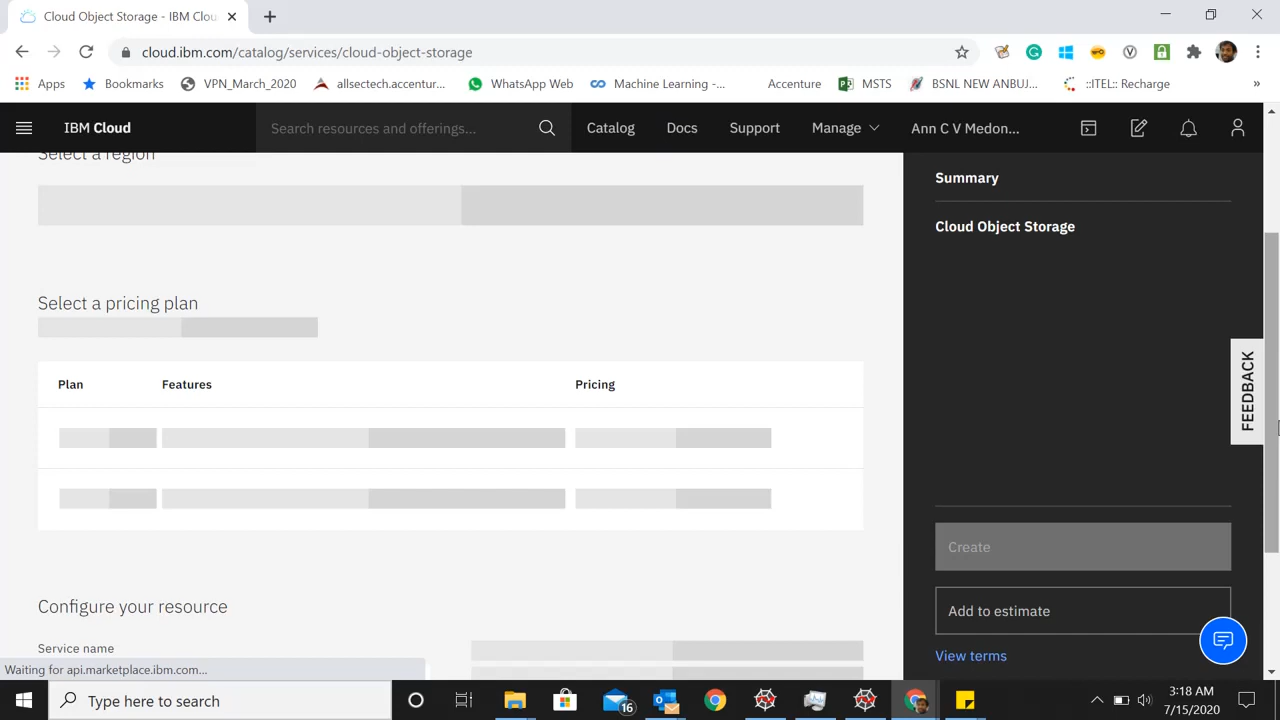 Cloud Object Storage - IBM Clou
cloud.ibm.com/catalog/services/cloud-object-storage
Apps
Bookmarks
VPN_March_2020
allsectech.accentur...
WhatsApp Web
Machine Learning -...
Accenture
MSTS
BSNL NEW ANBUJ...
::ITEL:: Recharge
»
IBM Cloud
Search resources and offerings...
Catalog
Docs
Support
Manage
Ann C V Medon...
Select a region
Select a pricing plan
Plan
Features
Pricing
Configure your resource
Service name
Waiting for api.marketplace.ibm.com...
Summary
Cloud Object Storage
FEEDBACK
Create
Add to estimate
View terms
Type here to search
16
3:18 AM
7/15/2020